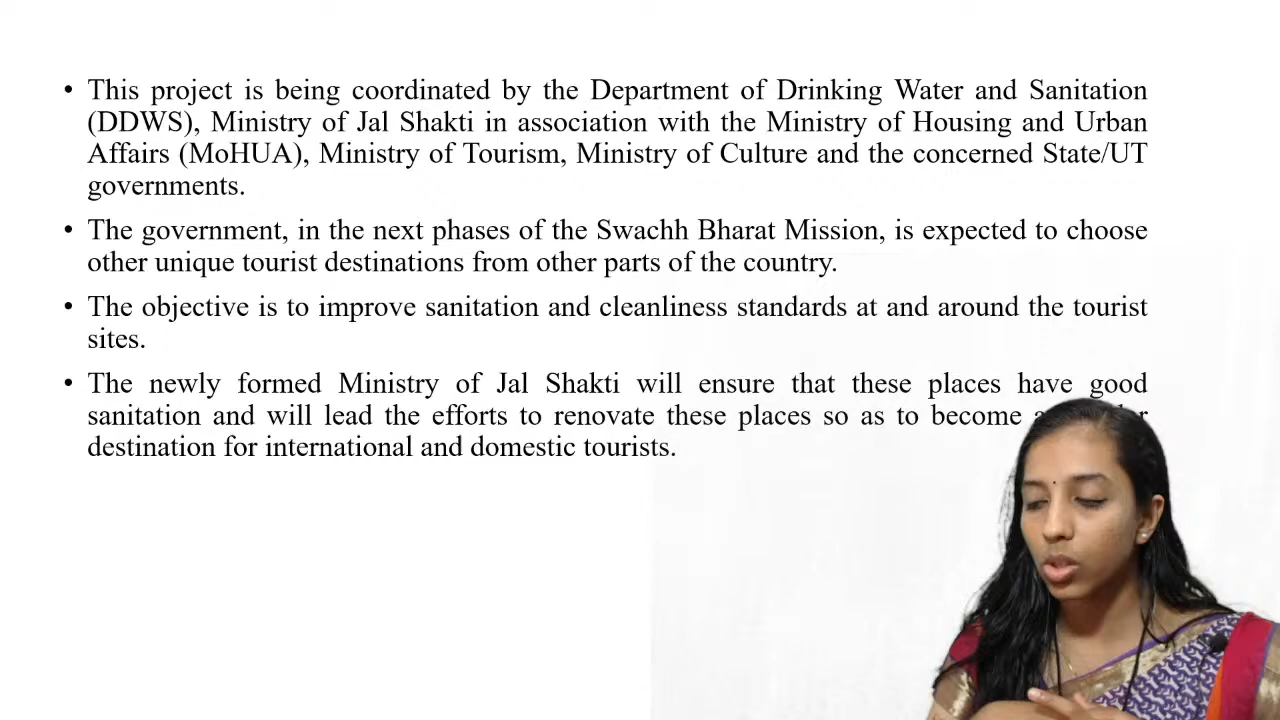 • This project is being coordinated by the Department of Drinking Water and Sanitation
(DDWS), Ministry of Jal Shakti in association with the Ministry of Housing and Urban
Affairs (MoHUA), Ministry of Tourism, Ministry of Culture and the concerned State/UT
governments.
• The government, in the next phases of the Swachh Bharat Mission, is expected to choose
other unique tourist destinations from other parts of the country.
• The objective is to improve sanitation and cleanliness standards at and around the tourist
sites.
• The newly formed Ministry of Jal Shakti will ensure that these places have good
sanitation and will lead the efforts to renovate these places so as to become
destination for international and domestic tourists.